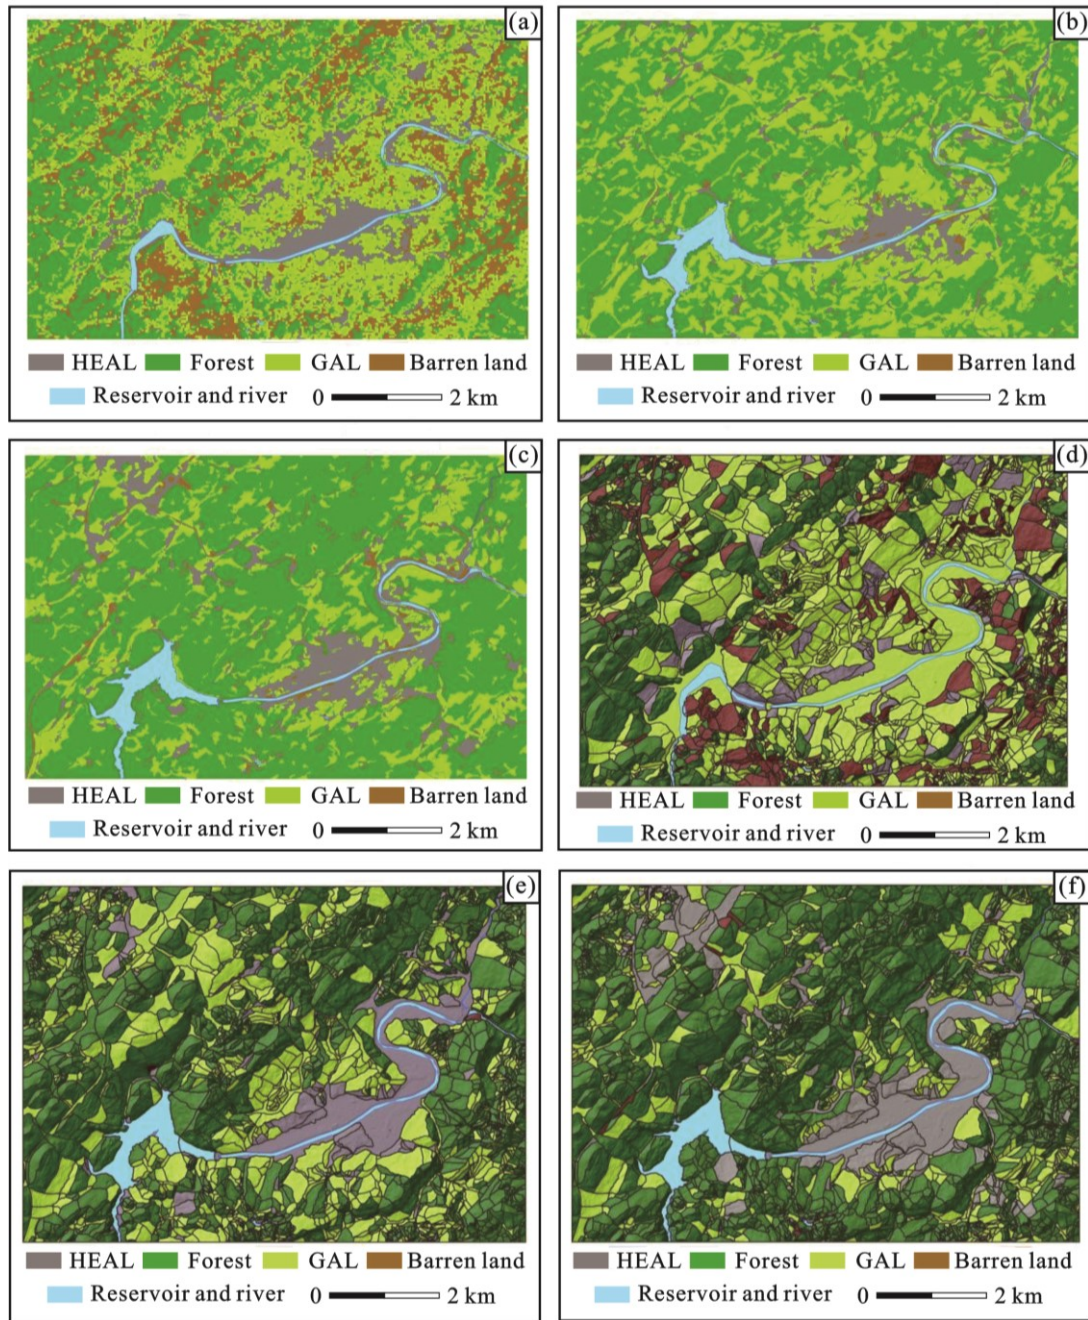 (a)
HEAL Forest GAL Barren land
Reservoir and river 0 2 km
(b)
HEAL Forest GAL Barren land
Reservoir and river 0 2 km
(c)
HEAL Forest GAL Barren land
Reservoir and river 0 2 km
(d)
HEAL Forest GAL Barren land
Reservoir and river 0 2 km
(e)
HEAL Forest GAL Barren land
Reservoir and river 0 2 km
(f)
HEAL Forest GAL Barren land
Reservoir and river 0 2 km